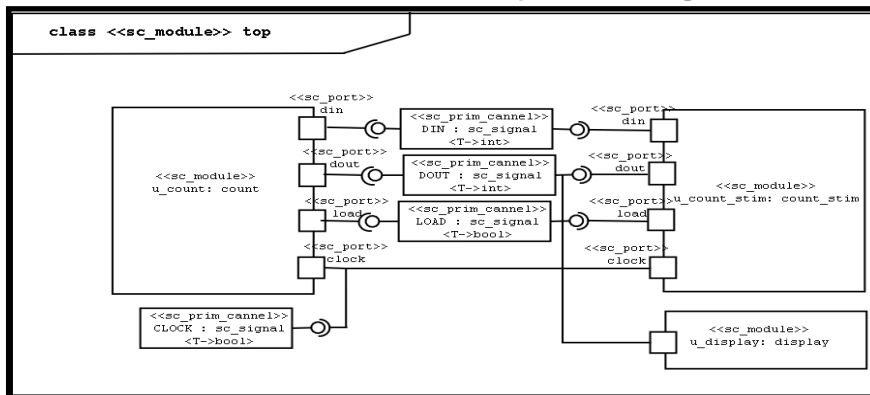 class <<sc_module>> top
<<sc_port>>
din
<<sc_prim_cannel>>
DIN : sc_signal
<T->int>
<<sc_port>>
din
<<sc_port>>
dout
<<sc_prim_cannel>>
DOUT : sc_signal
<T->int>
<<sc_port>>
dout
<<sc_module>>
u_count: count
<<sc_module>>
u_count_stim: count_stim
<<sc_port>>
load
<<sc_prim_cannel>>
LOAD : sc_signal
<T->bool>
<<sc_port>>
load
<<sc_port>>
clock
<<sc_port>>
clock
<<sc_prim_cannel>>
CLOCK : sc_signal
<T->bool>
<<sc_module>>
u_display: display